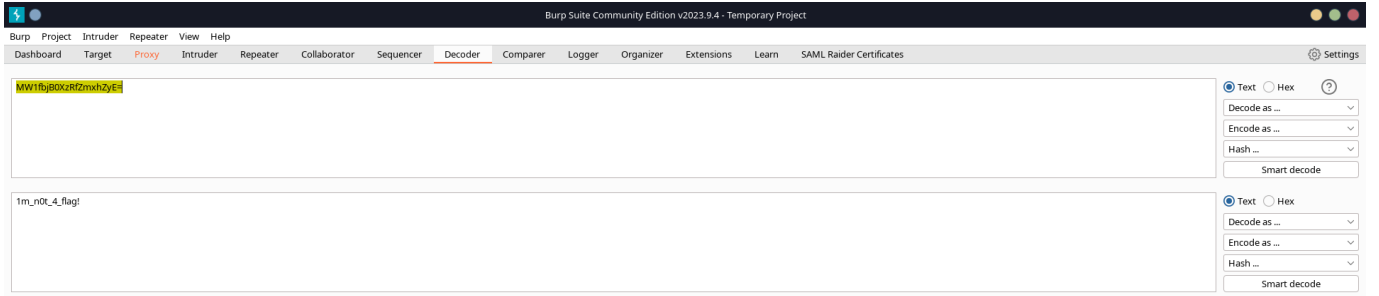 Burp Suite Community Edition v2023.9.4 - Temporary Project
Burp Project Intruder Repeater View Help
Dashboard Target Proxy Intruder Repeater Collaborator Sequencer Decoder Comparer Logger Organizer Extensions Learn SAML Raider Certificates Settings
MW1fbjB0XzRfZmxhZyE=
Text Hex ?
Decode as ...
Encode as ...
Hash ...
Smart decode
1m_n0t_4_flag!
Text Hex
Decode as ...
Encode as ...
Hash ...
Smart decode